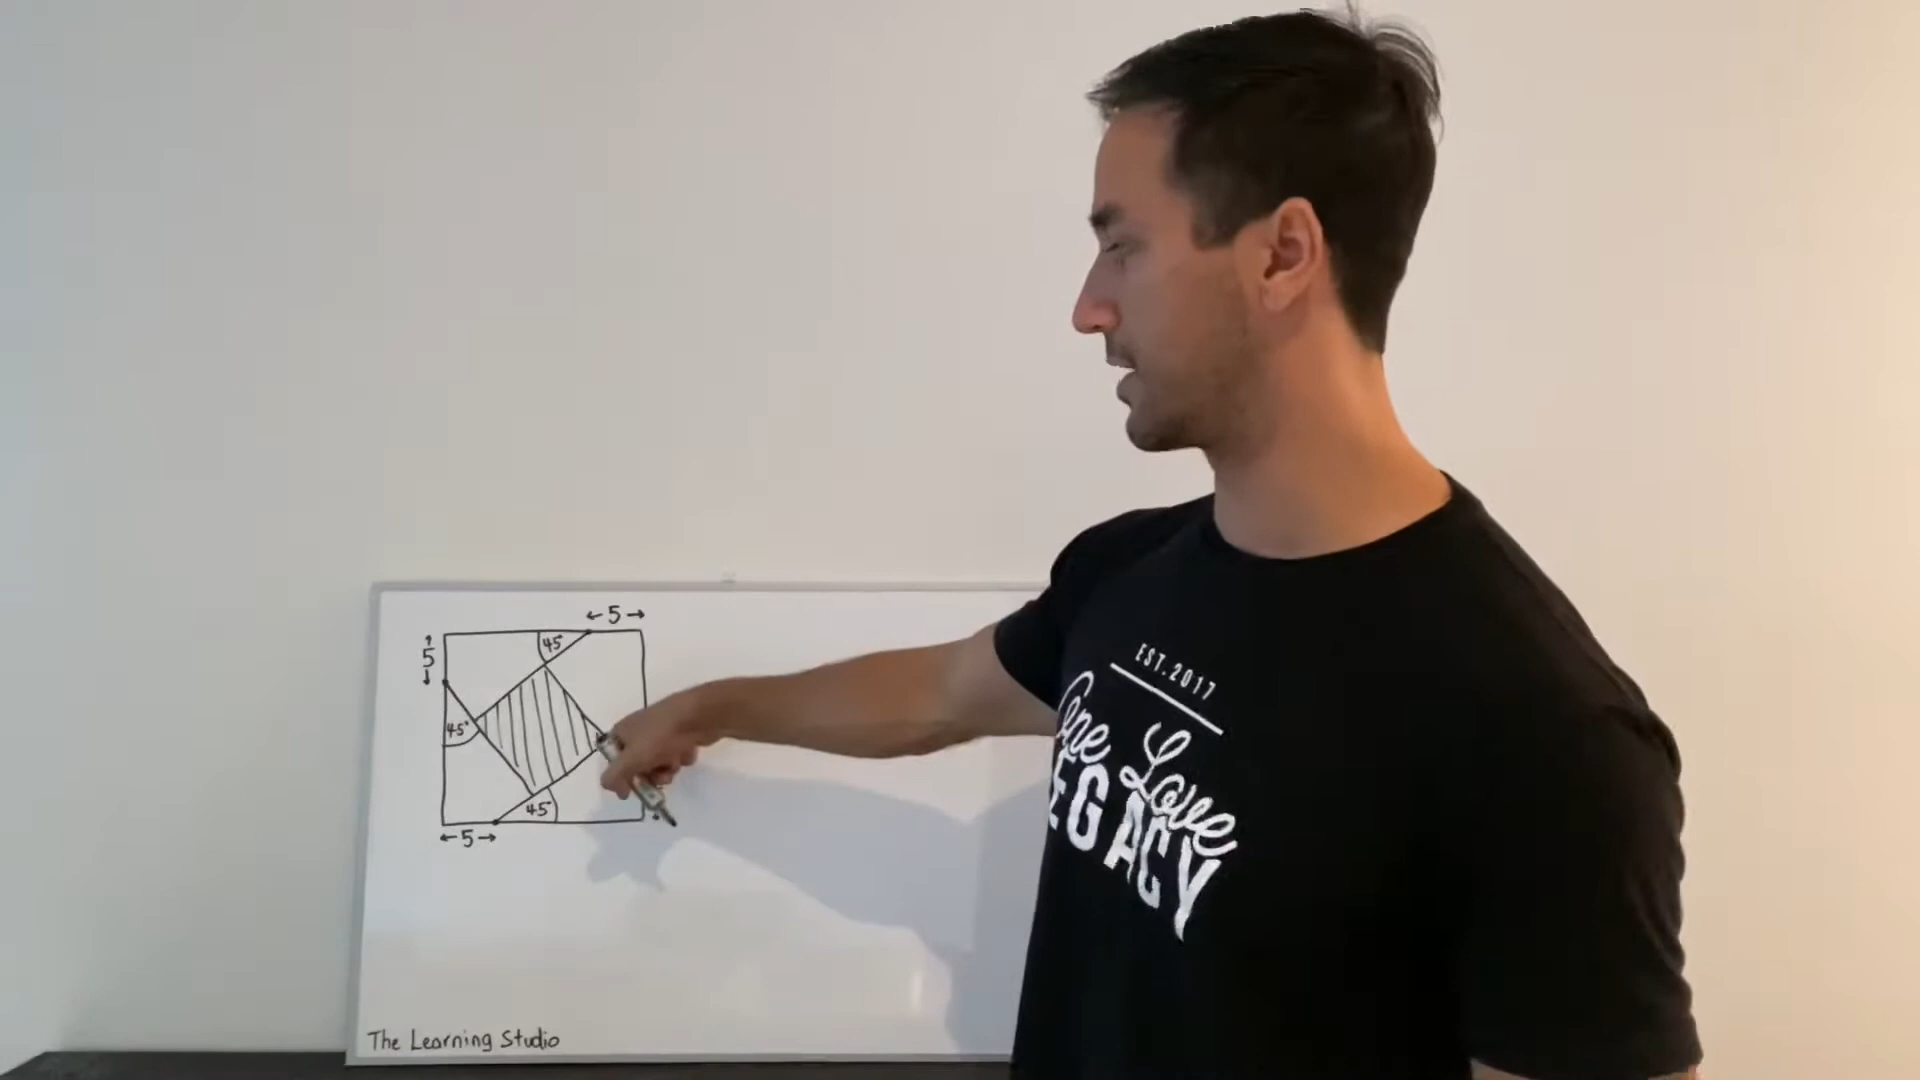 ←5→
45°
5
45°
45°
←5→
The Learning Studio
EST.2017
One Love
LEGACY